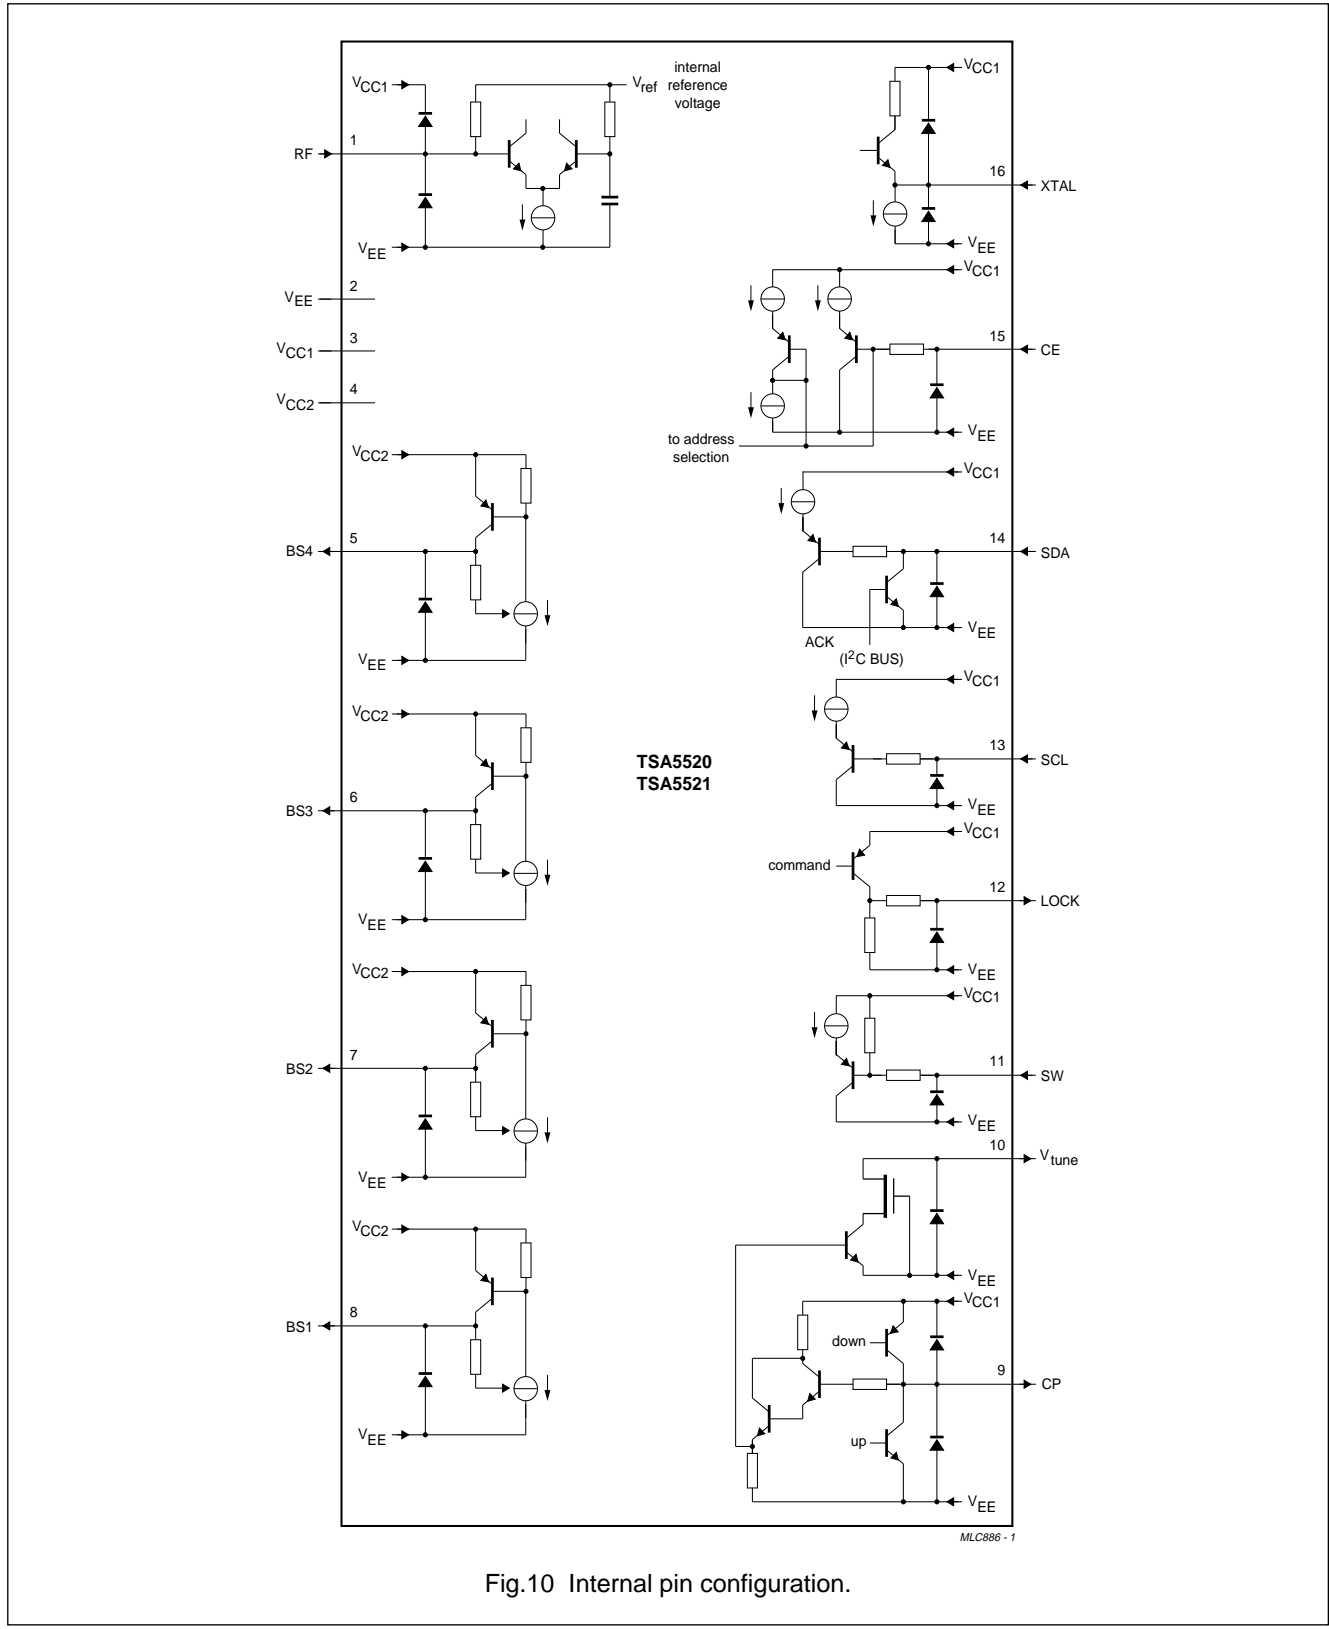 VCC1
1
RF
VEE
Vref
internal
reference
voltage
VEE
2
VCC1
3
VCC2
4
VCC2
5
BS4
VEE
VCC2
6
BS3
VEE
VCC2
7
BS2
VEE
VCC2
8
BS1
VEE
TSA5520
TSA5521
VCC1
16
XTAL
VEE
VCC1
15
CE
VEE
to address
selection
VCC1
14
SDA
VEE
ACK
(I²C BUS)
VCC1
13
SCL
VEE
VCC1
command
12
LOCK
VEE
VCC1
11
SW
VEE
10
Vtune
VEE
VCC1
down
9
CP
up
VEE
MLC886 - 1
Fig.10 Internal pin configuration.